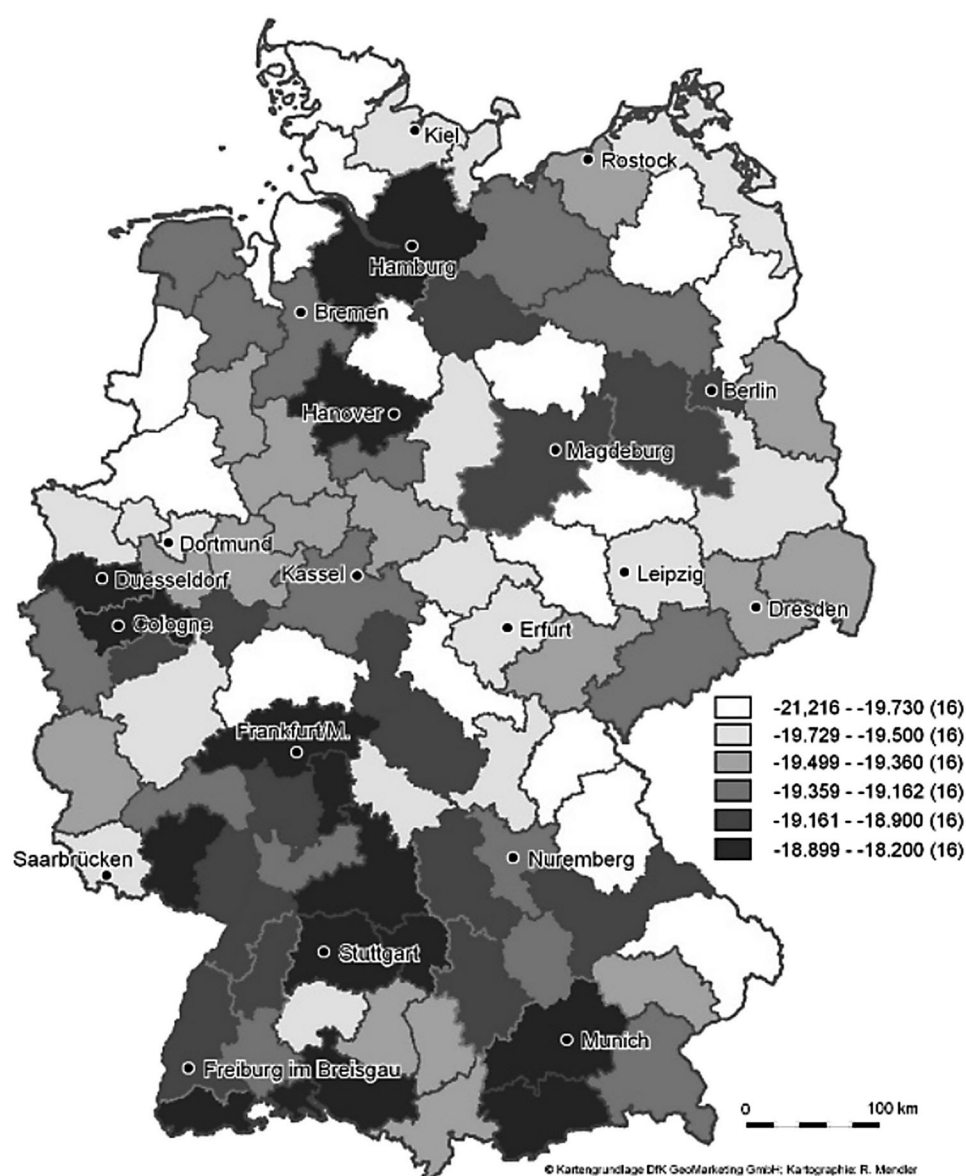 Kiel
Rostock
Hamburg
Bremen
Berlin
Hanover
Magdeburg
Dortmund
Duesseldorf
Kassel
Leipzig
Cologne
Erfurt
Dresden
-21,216 - -19.730 (16)
-19.729 - -19.500 (16)
-19.499 - -19.360 (16)
-19.359 - -19.162 (16)
-19.161 - -18.900 (16)
-18.899 - -18.200 (16)
Frankfurt/M.
Saarbrücken
Nuremberg
Stuttgart
Munich
Freiburg im Breisgau
0 100 km
© Kartengrundlage DfK GeoMarketing GmbH; Kartographie: R. Mendler